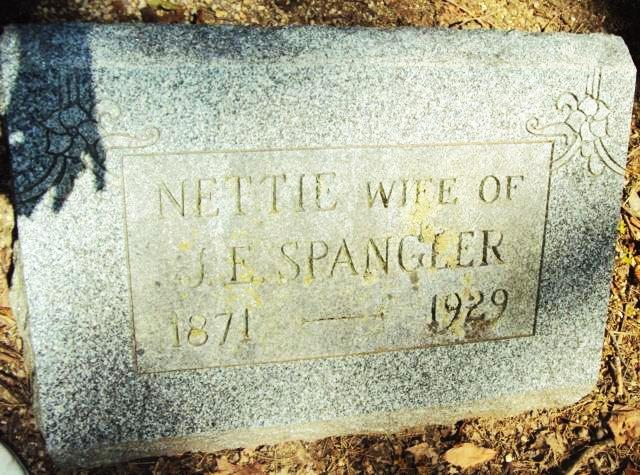 NETTIE WIFE OF
J. E. SPANGLER
1871 — 1929